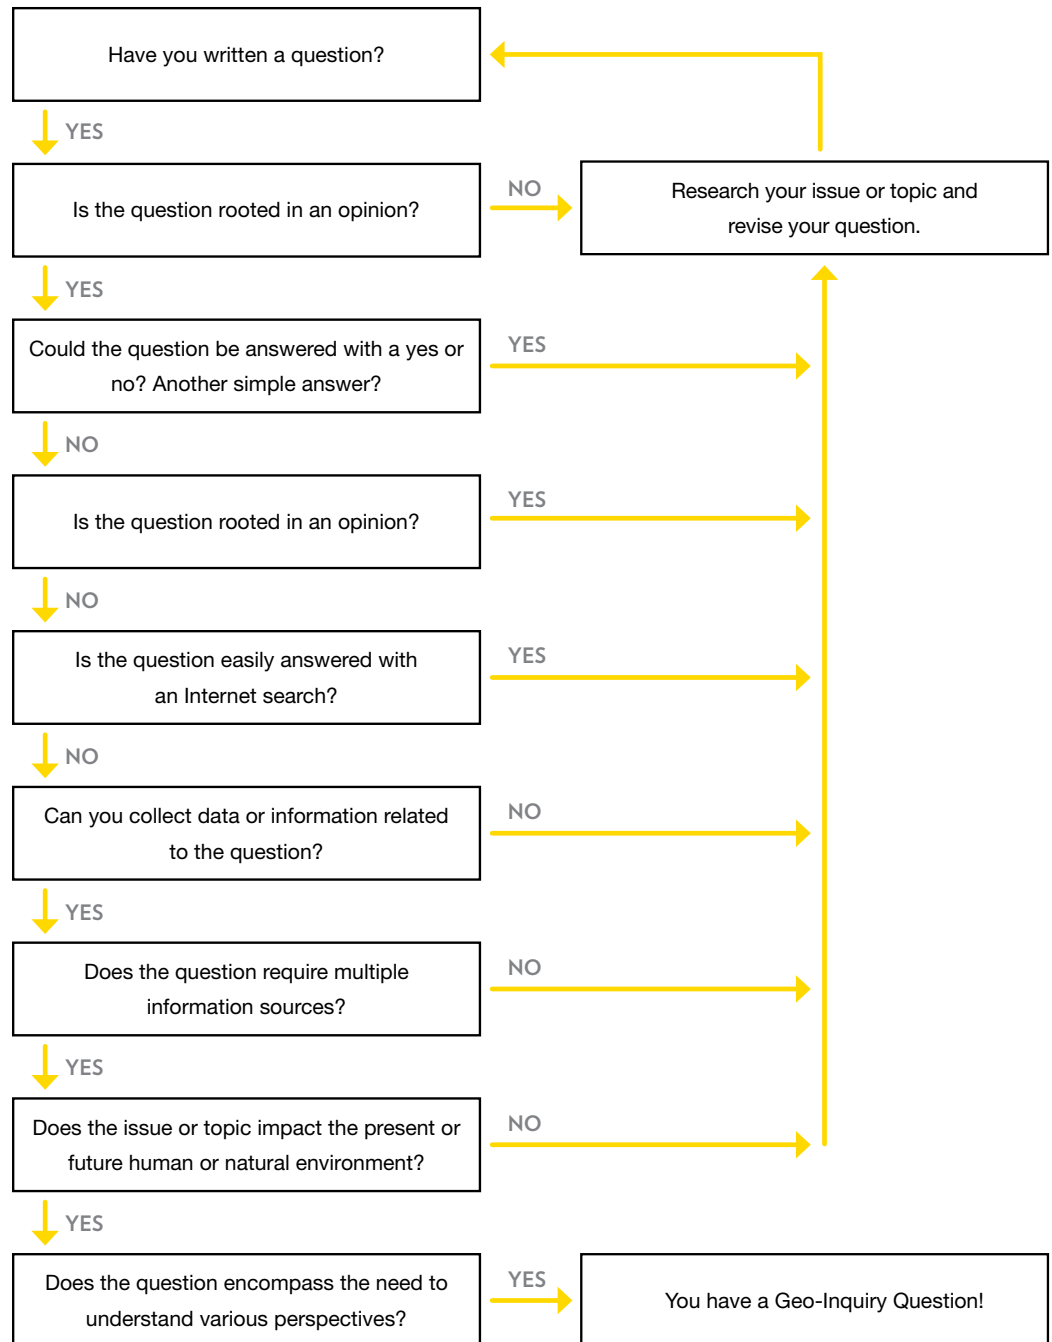 Have you written a question?
YES
Is the question rooted in an opinion?
NO
Research your issue or topic and
revise your question.
YES
Could the question be answered with a yes or
no? Another simple answer?
YES
NO
Is the question rooted in an opinion?
YES
NO
Is the question easily answered with
an Internet search?
YES
NO
Can you collect data or information related
to the question?
NO
YES
Does the question require multiple
information sources?
NO
YES
Does the issue or topic impact the present or
future human or natural environment?
NO
YES
Does the question encompass the need to
understand various perspectives?
YES
You have a Geo-Inquiry Question!